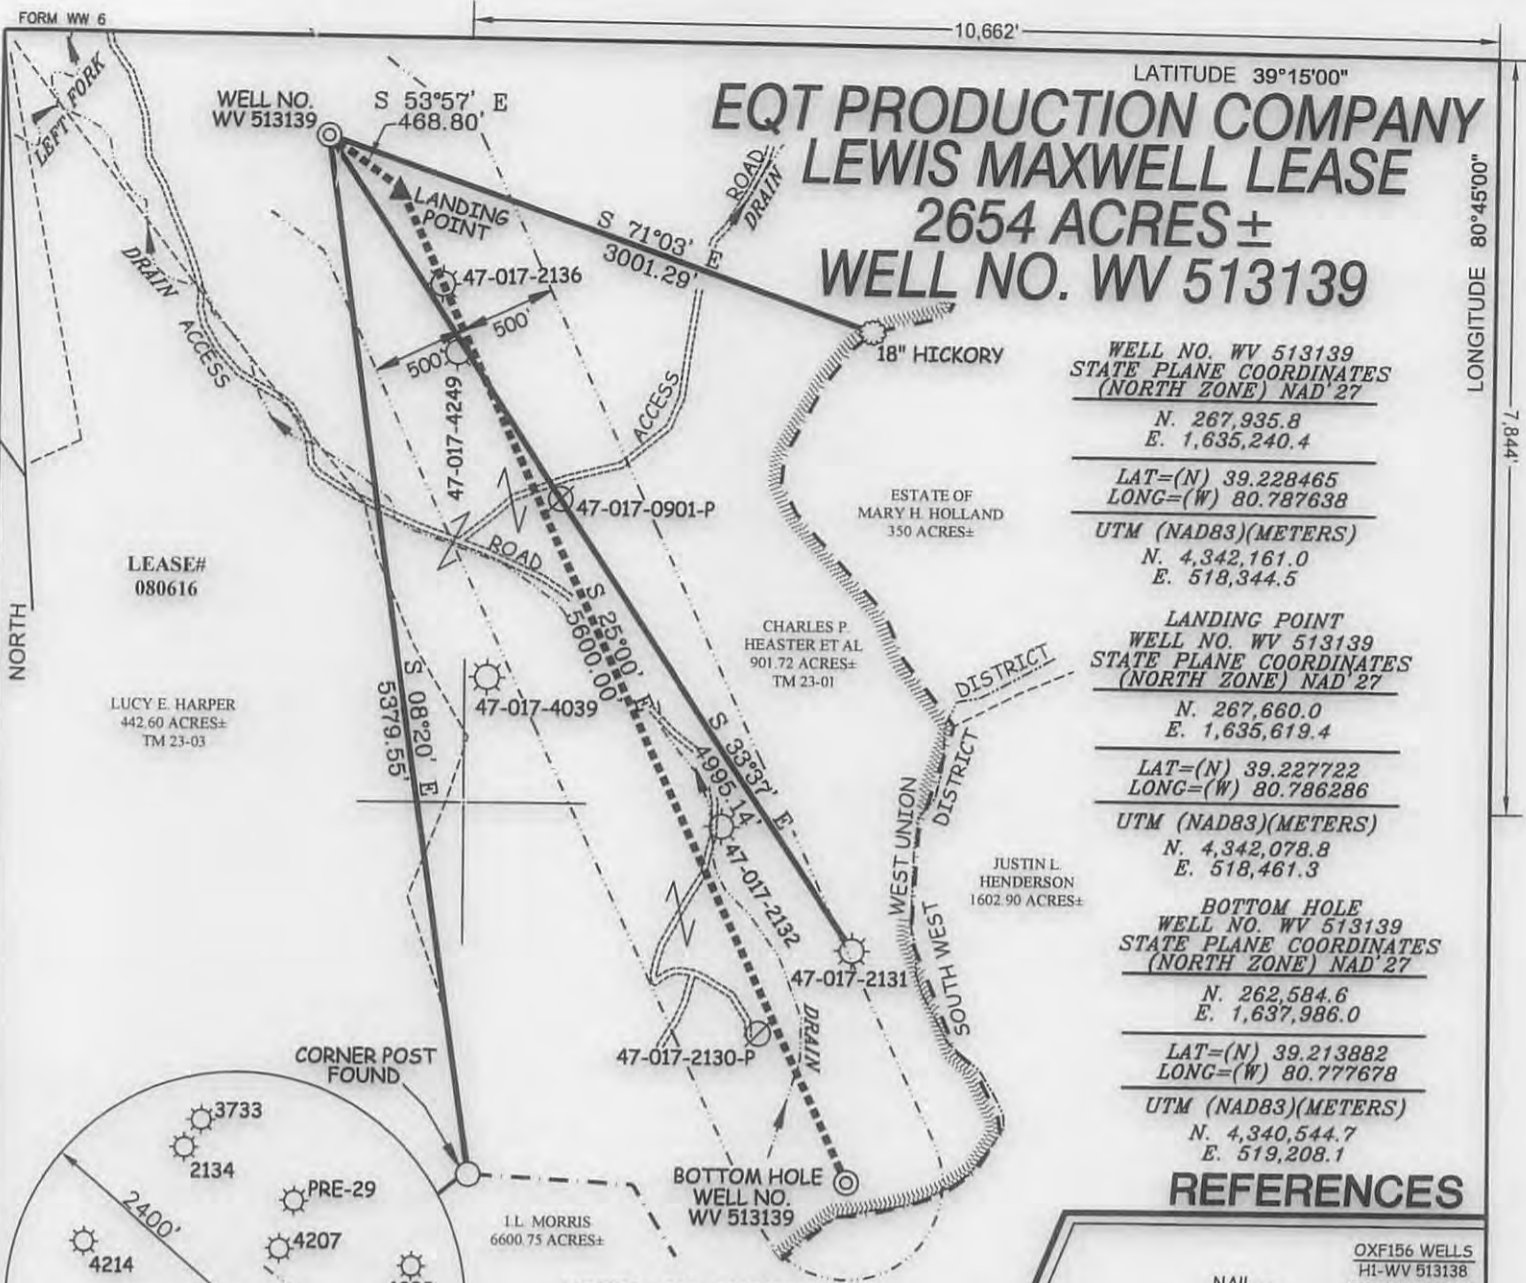 FORM WW 6
10,662'
LATITUDE 39°15'00"
EQT PRODUCTION COMPANY
LEWIS MAXWELL LEASE
2654 ACRES±
WELL NO. WV 513139
LONGITUDE 80°45'00"
7,844'
LEFT FORK
WELL NO.
WV 513139
S 53°57' E
468.80'
LANDING
POINT
ROAD
DRAIN
S 71°03' E
3001.29'
DRAIN
ACCESS
47-017-2136
500'
500'
47-017-4249
18" HICKORY
ACCESS
47-017-0901-P
ROAD
NORTH
LEASE#
080616
ESTATE OF
MARY H. HOLLAND
350 ACRES±
CHARLES P.
HEASTER ET AL
901.72 ACRES±
TM 23-01
LUCY E. HARPER
442.60 ACRES±
TM 23-03
S 08°20' E
5379.55'
S 25°00' E
5600.00'
47-017-4039
S 33°37' E
4995.14'
DISTRICT
DISTRICT
WEST UNION
SOUTH WEST
JUSTIN L.
HENDERSON
1602.90 ACRES±
47-017-2132
47-017-2131
47-017-2130-P
DRAIN
CORNER POST
FOUND
BOTTOM HOLE
WELL NO.
WV 513139
I.L. MORRIS
6600.75 ACRES±
3733
2134
PRE-29
2400'
4207
4214
WELL NO. WV 513139
STATE PLANE COORDINATES
(NORTH ZONE) NAD'27
N. 267,935.8
E. 1,635,240.4
LAT=(N) 39.228465
LONG=(W) 80.787638
UTM (NAD83)(METERS)
N. 4,342,161.0
E. 518,344.5
LANDING POINT
WELL NO. WV 513139
STATE PLANE COORDINATES
(NORTH ZONE) NAD'27
N. 267,660.0
E. 1,635,619.4
LAT=(N) 39.227722
LONG=(W) 80.786286
UTM (NAD83)(METERS)
N. 4,342,078.8
E. 518,461.3
BOTTOM HOLE
WELL NO. WV 513139
STATE PLANE COORDINATES
(NORTH ZONE) NAD'27
N. 262,584.6
E. 1,637,986.0
LAT=(N) 39.213882
LONG=(W) 80.777678
UTM (NAD83)(METERS)
N. 4,340,544.7
E. 519,208.1
REFERENCES
OXF156 WELLS
H1-WV 513138
NAIL